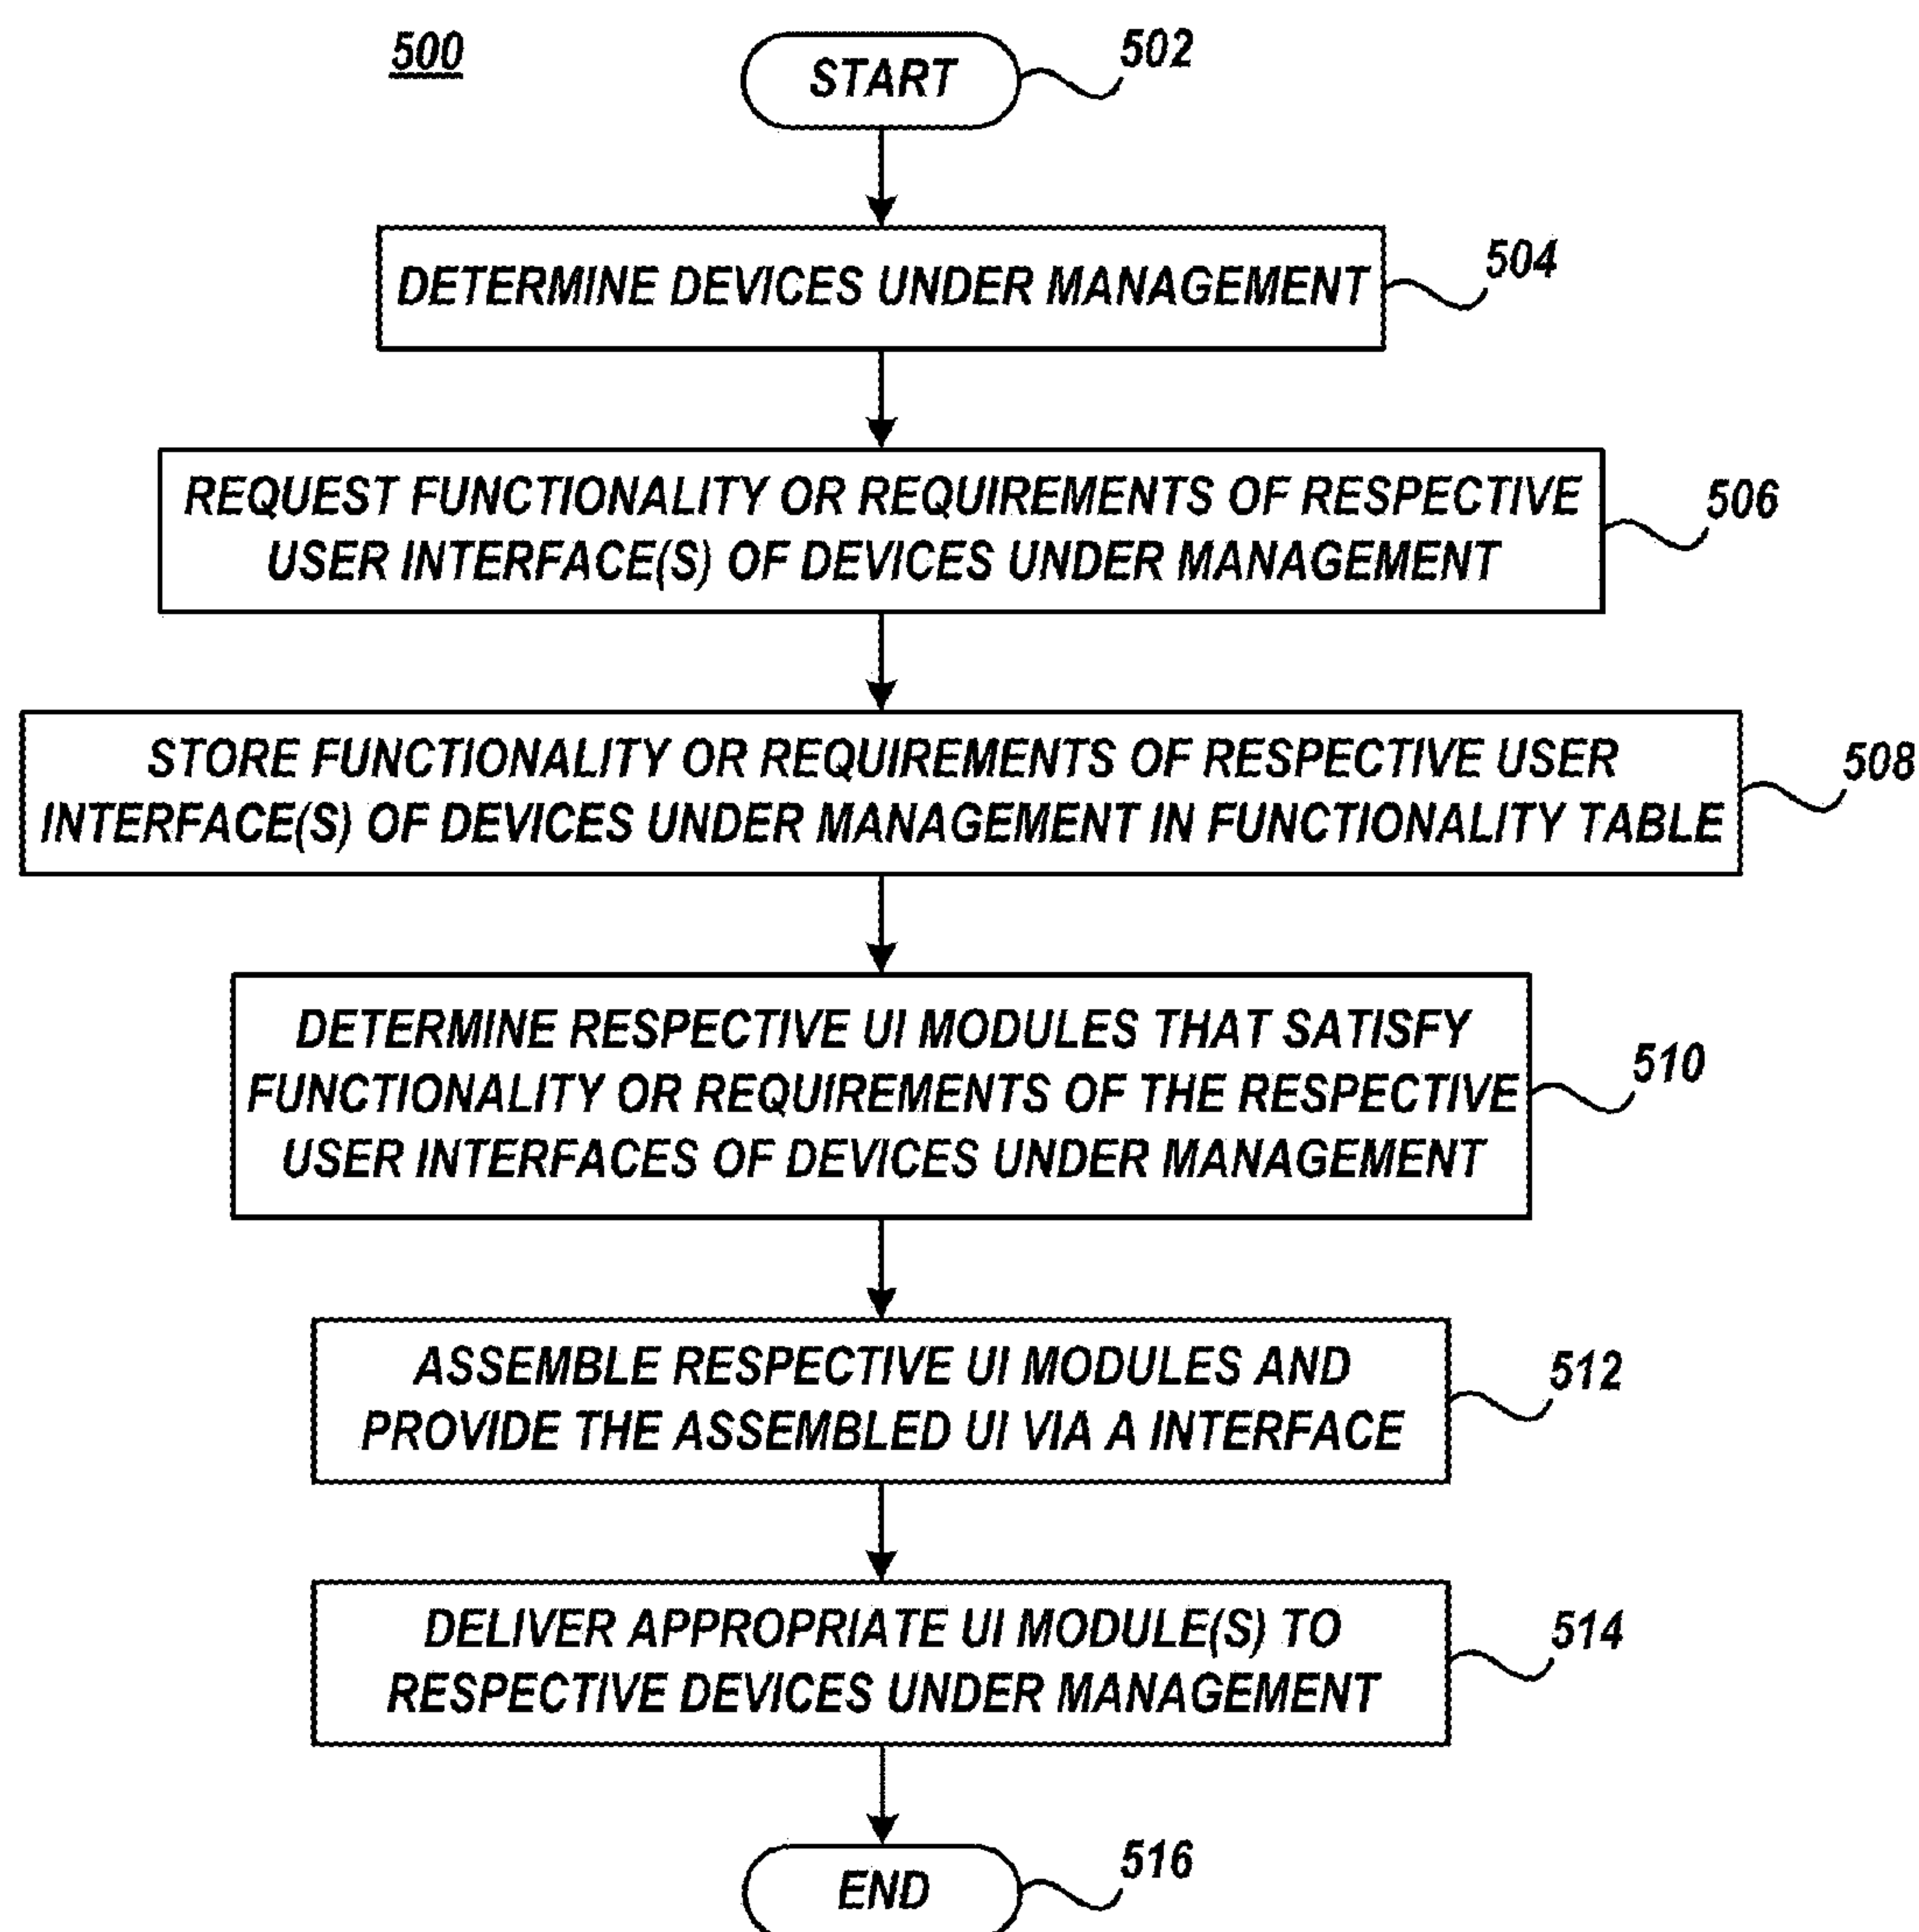 500
START
502
DETERMINE DEVICES UNDER MANAGEMENT
504
REQUEST FUNCTIONALITY OR REQUIREMENTS OF RESPECTIVE
USER INTERFACE(S) OF DEVICES UNDER MANAGEMENT
506
STORE FUNCTIONALITY OR REQUIREMENTS OF RESPECTIVE USER
INTERFACE(S) OF DEVICES UNDER MANAGEMENT IN FUNCTIONALITY TABLE
508
DETERMINE RESPECTIVE UI MODULES THAT SATISFY
FUNCTIONALITY OR REQUIREMENTS OF THE RESPECTIVE
USER INTERFACES OF DEVICES UNDER MANAGEMENT
510
ASSEMBLE RESPECTIVE UI MODULES AND
PROVIDE THE ASSEMBLED UI VIA A INTERFACE
512
DELIVER APPROPRIATE UI MODULE(S) TO
RESPECTIVE DEVICES UNDER MANAGEMENT
514
END
516